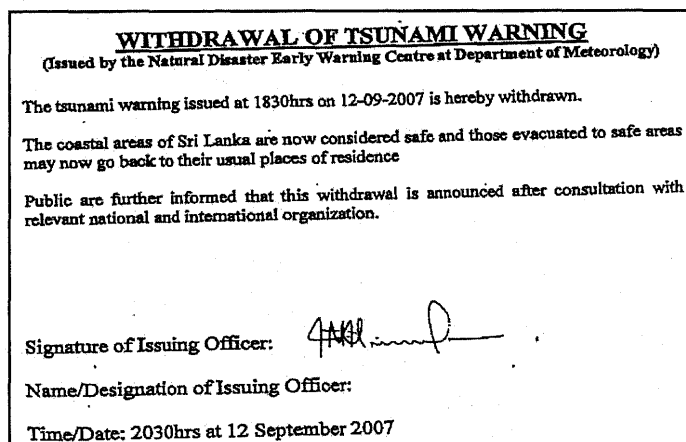 WITHDRAWAL OF TSUNAMI WARNING
(Issued by the Natural Disaster Early Warning Centre at Department of Meteorology)
The tsunami warning issued at 1830hrs on 12-09-2007 is hereby withdrawn.
The coastal areas of Sri Lanka are now considered safe and those evacuated to safe areas
may now go back to their usual places of residence
Public are further informed that this withdrawal is announced after consultation with
relevant national and international organization.
Signature of Issuing Officer:
Name/Designation of Issuing Officer:
Time/Date: 2030hrs at 12 September 2007